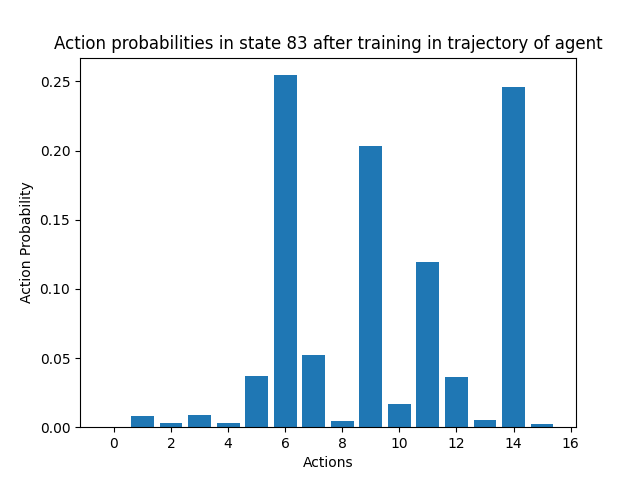 Action probabilities in state 83 after training in trajectory of agent
0.25
0.20
0.15
0.10
0.05
0.00
Action Probability
0 2 4 6 8 10 12 14 16
Actions